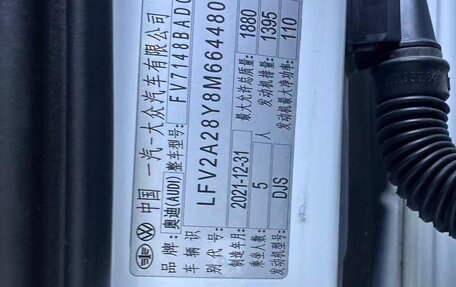 中国 一汽-大众汽车有限公司
品牌: 奥迪(AUDI) 整车型号: FV7148BADC
车辆识别代号: LFV2A28Y8M664480
制造年月: 2021-12-31 最大允许总质量: 1880
乘坐人数: 5 人 发动机排量: 1395
发动机型号: DJS 发动机最大净功率: 110